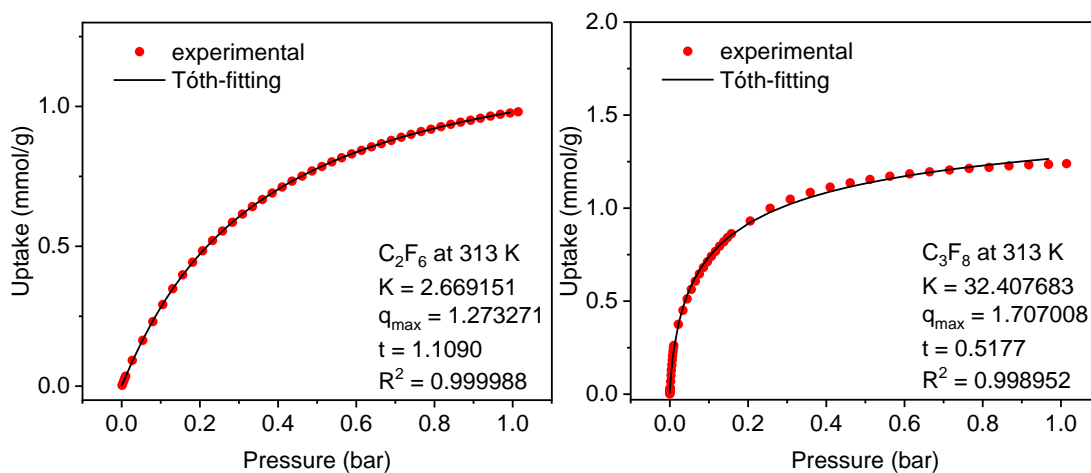 experimental
Tóth-fitting
1.0
0.5
0.0
Uptake (mmol/g)
C2F6 at 313 K
K = 2.669151
qmax = 1.273271
t = 1.1090
R2 = 0.999988
0.0 0.2 0.4 0.6 0.8 1.0
Pressure (bar)
2.0
experimental
Tóth-fitting
1.5
1.0
0.5
0.0
Uptake (mmol/g)
C3F8 at 313 K
K = 32.407683
qmax = 1.707008
t = 0.5177
R2 = 0.998952
0.0 0.2 0.4 0.6 0.8 1.0
Pressure (bar)